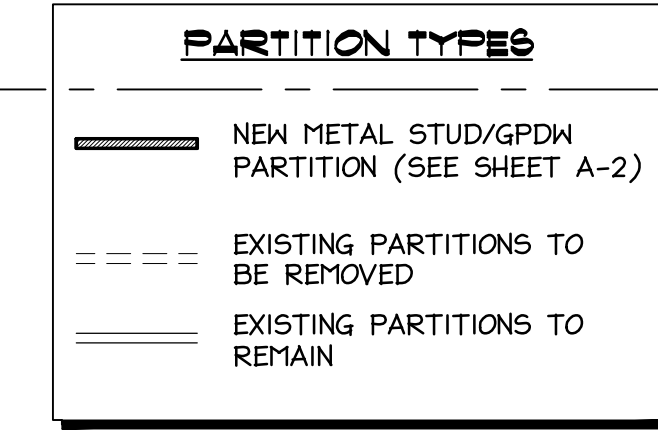 PARTITION TYPES
NEW METAL STUD/GPDW
PARTITION (SEE SHEET A-2)
EXISTING PARTITIONS TO
BE REMOVED
EXISTING PARTITIONS TO
REMAIN